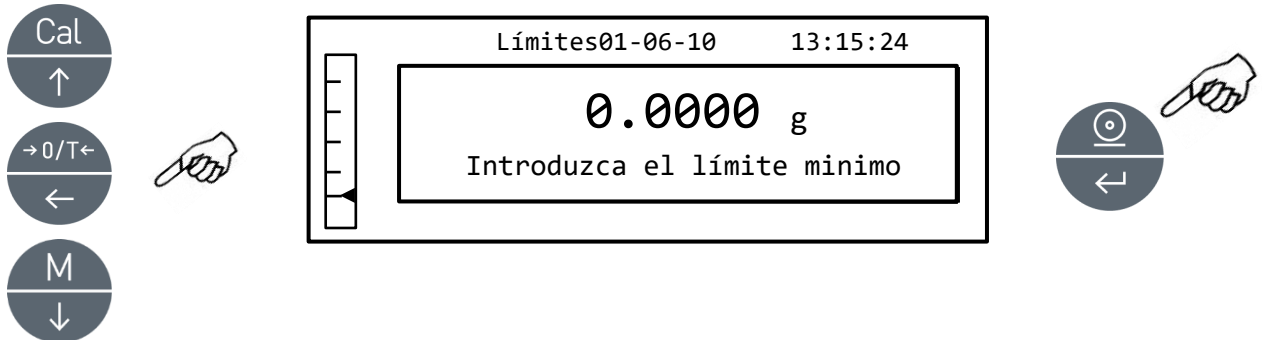 Cal
↑
→0/T←
←
M
↓
Límites01-06-10 13:15:24
0.0000 g
Introduzca el límite minimo